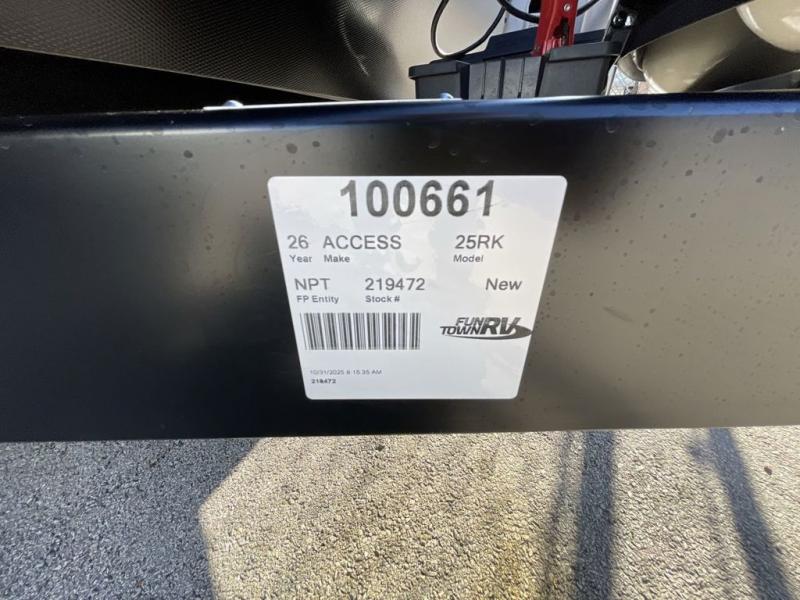 100661
26 ACCESS 25RK
Year Make Model
NPT 219472 New
FP Entity Stock #
FUN
TOWN RV
10/31/2025 8 15 35 AM
219472